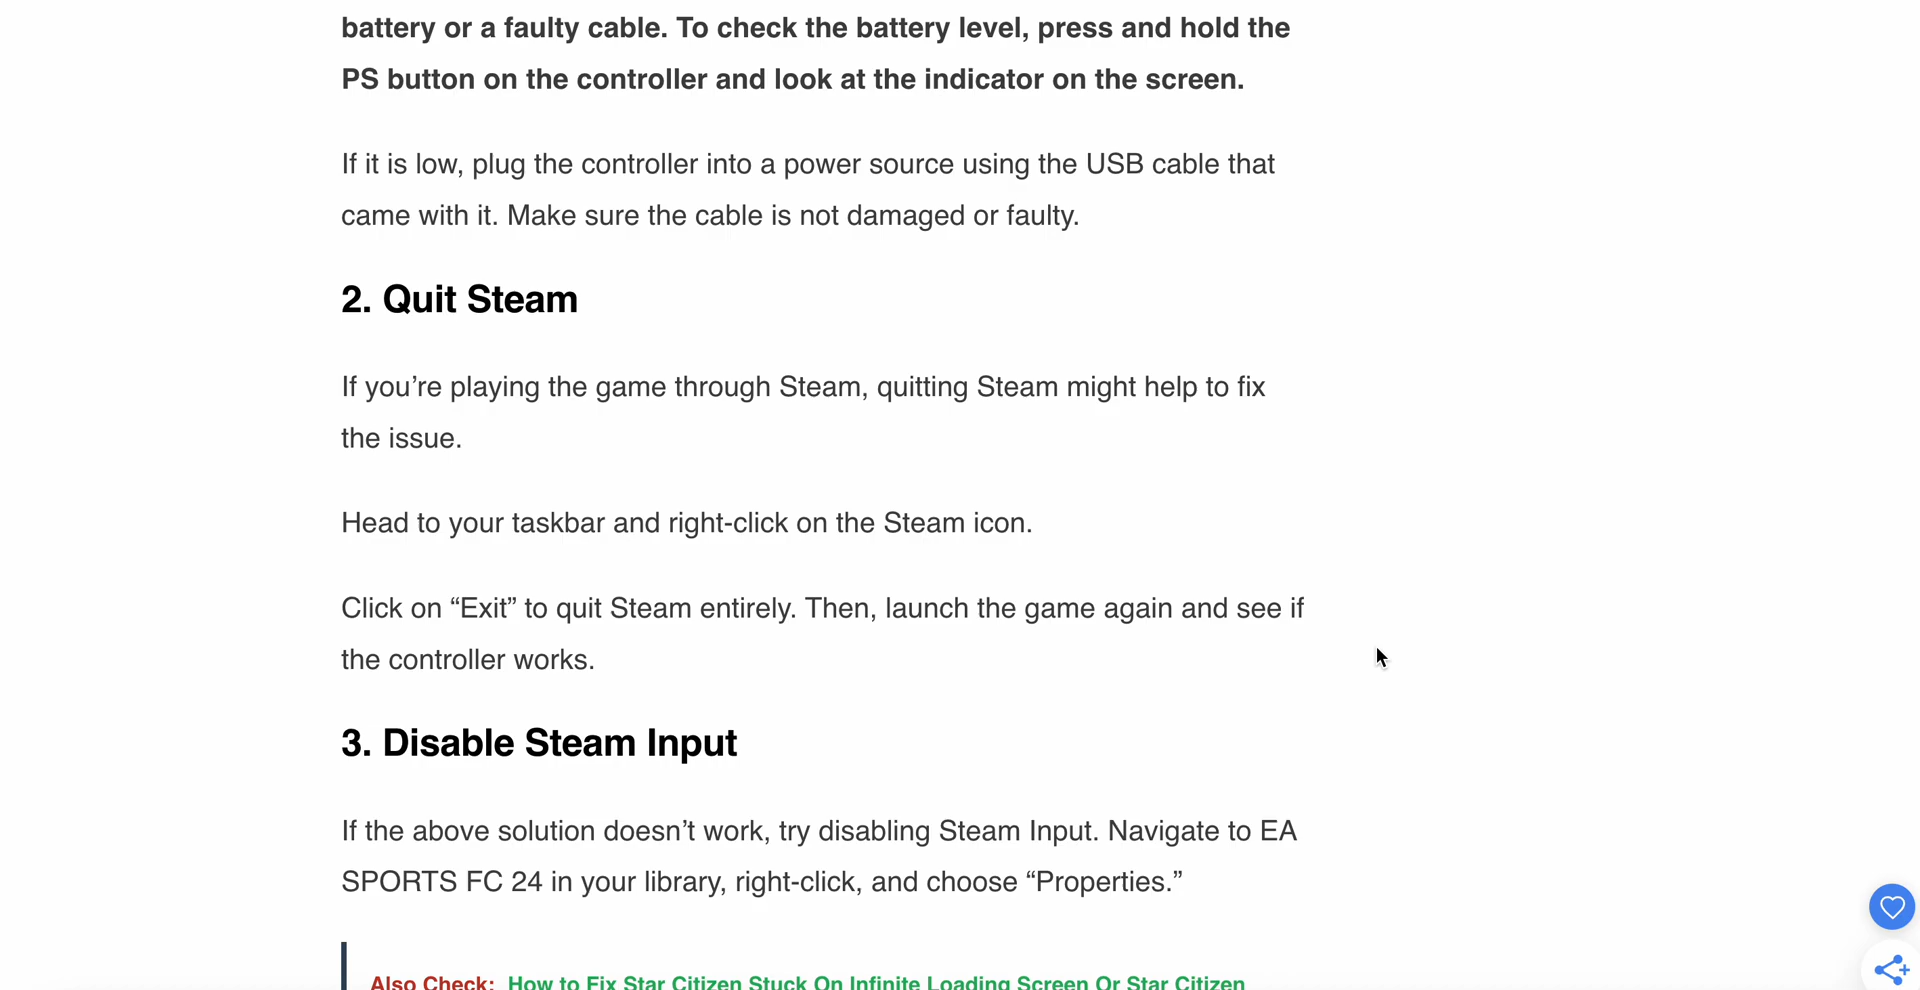 battery or a faulty cable. To check the battery level, press and hold the
PS button on the controller and look at the indicator on the screen.
If it is low, plug the controller into a power source using the USB cable that
came with it. Make sure the cable is not damaged or faulty.
2. Quit Steam
If you’re playing the game through Steam, quitting Steam might help to fix
the issue.
Head to your taskbar and right-click on the Steam icon.
Click on “Exit” to quit Steam entirely. Then, launch the game again and see if
the controller works.
3. Disable Steam Input
If the above solution doesn’t work, try disabling Steam Input. Navigate to EA
SPORTS FC 24 in your library, right-click, and choose “Properties.”
Also Check: How to Fix Star Citizen Stuck On Infinite Loading Screen Or Star Citizen